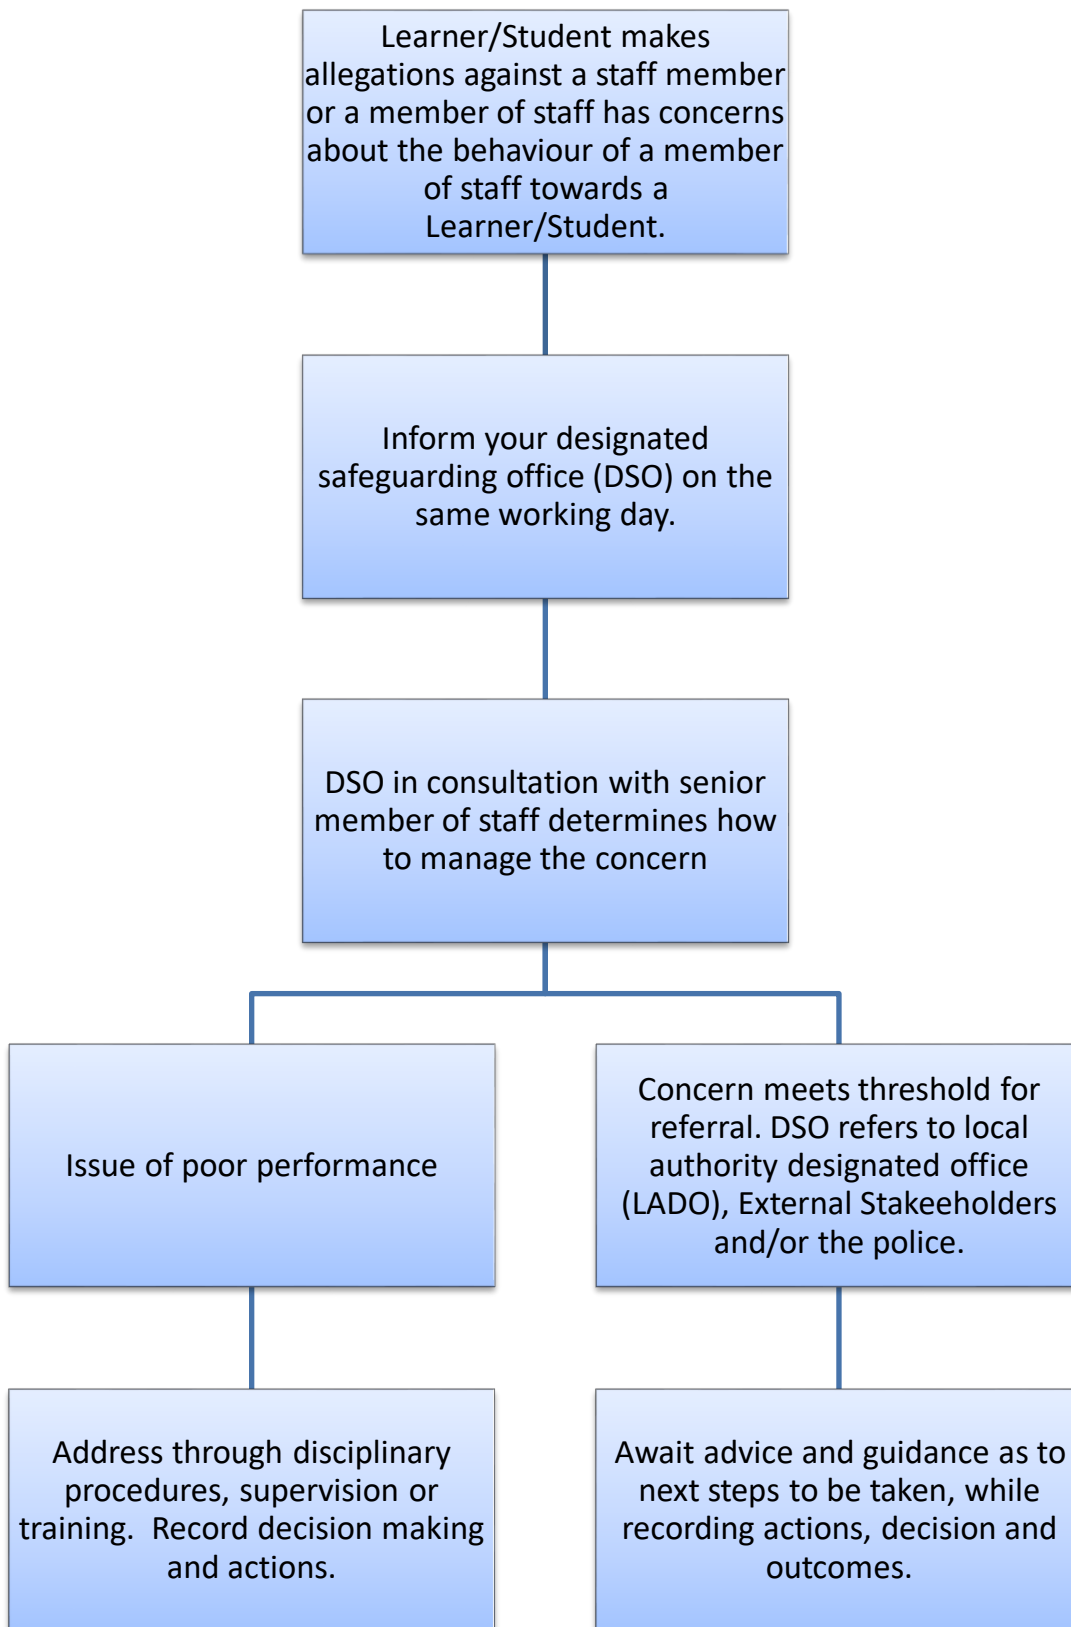 Learner/Student makes
allegations against a staff member
or a member of staff has concerns
about the behaviour of a member
of staff towards a
Learner/Student.
Inform your designated
safeguarding office (DSO) on the
same working day.
DSO in consultation with senior
member of staff determines how
to manage the concern
Issue of poor performance
Concern meets threshold for
referral. DSO refers to local
authority designated office
(LADO), External Stakeeholders
and/or the police.
Address through disciplinary
procedures, supervision or
training.  Record decision making
and actions.
Await advice and guidance as to
next steps to be taken, while
recording actions, decision and
outcomes.